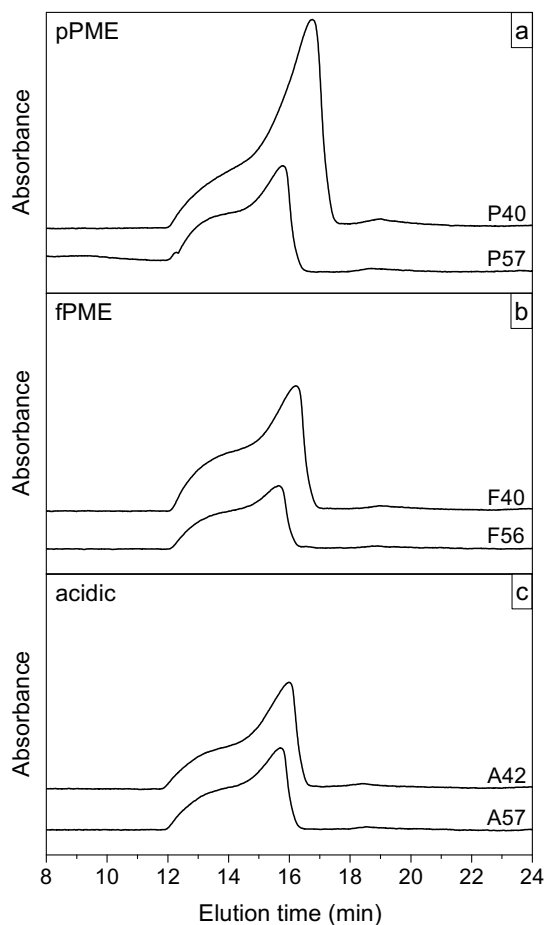 pPME
a
Absorbance
P40
P57
fPME
b
Absorbance
F40
F56
acidic
c
Absorbance
A42
A57
8 10 12 14 16 18 20 22 24
Elution time (min)